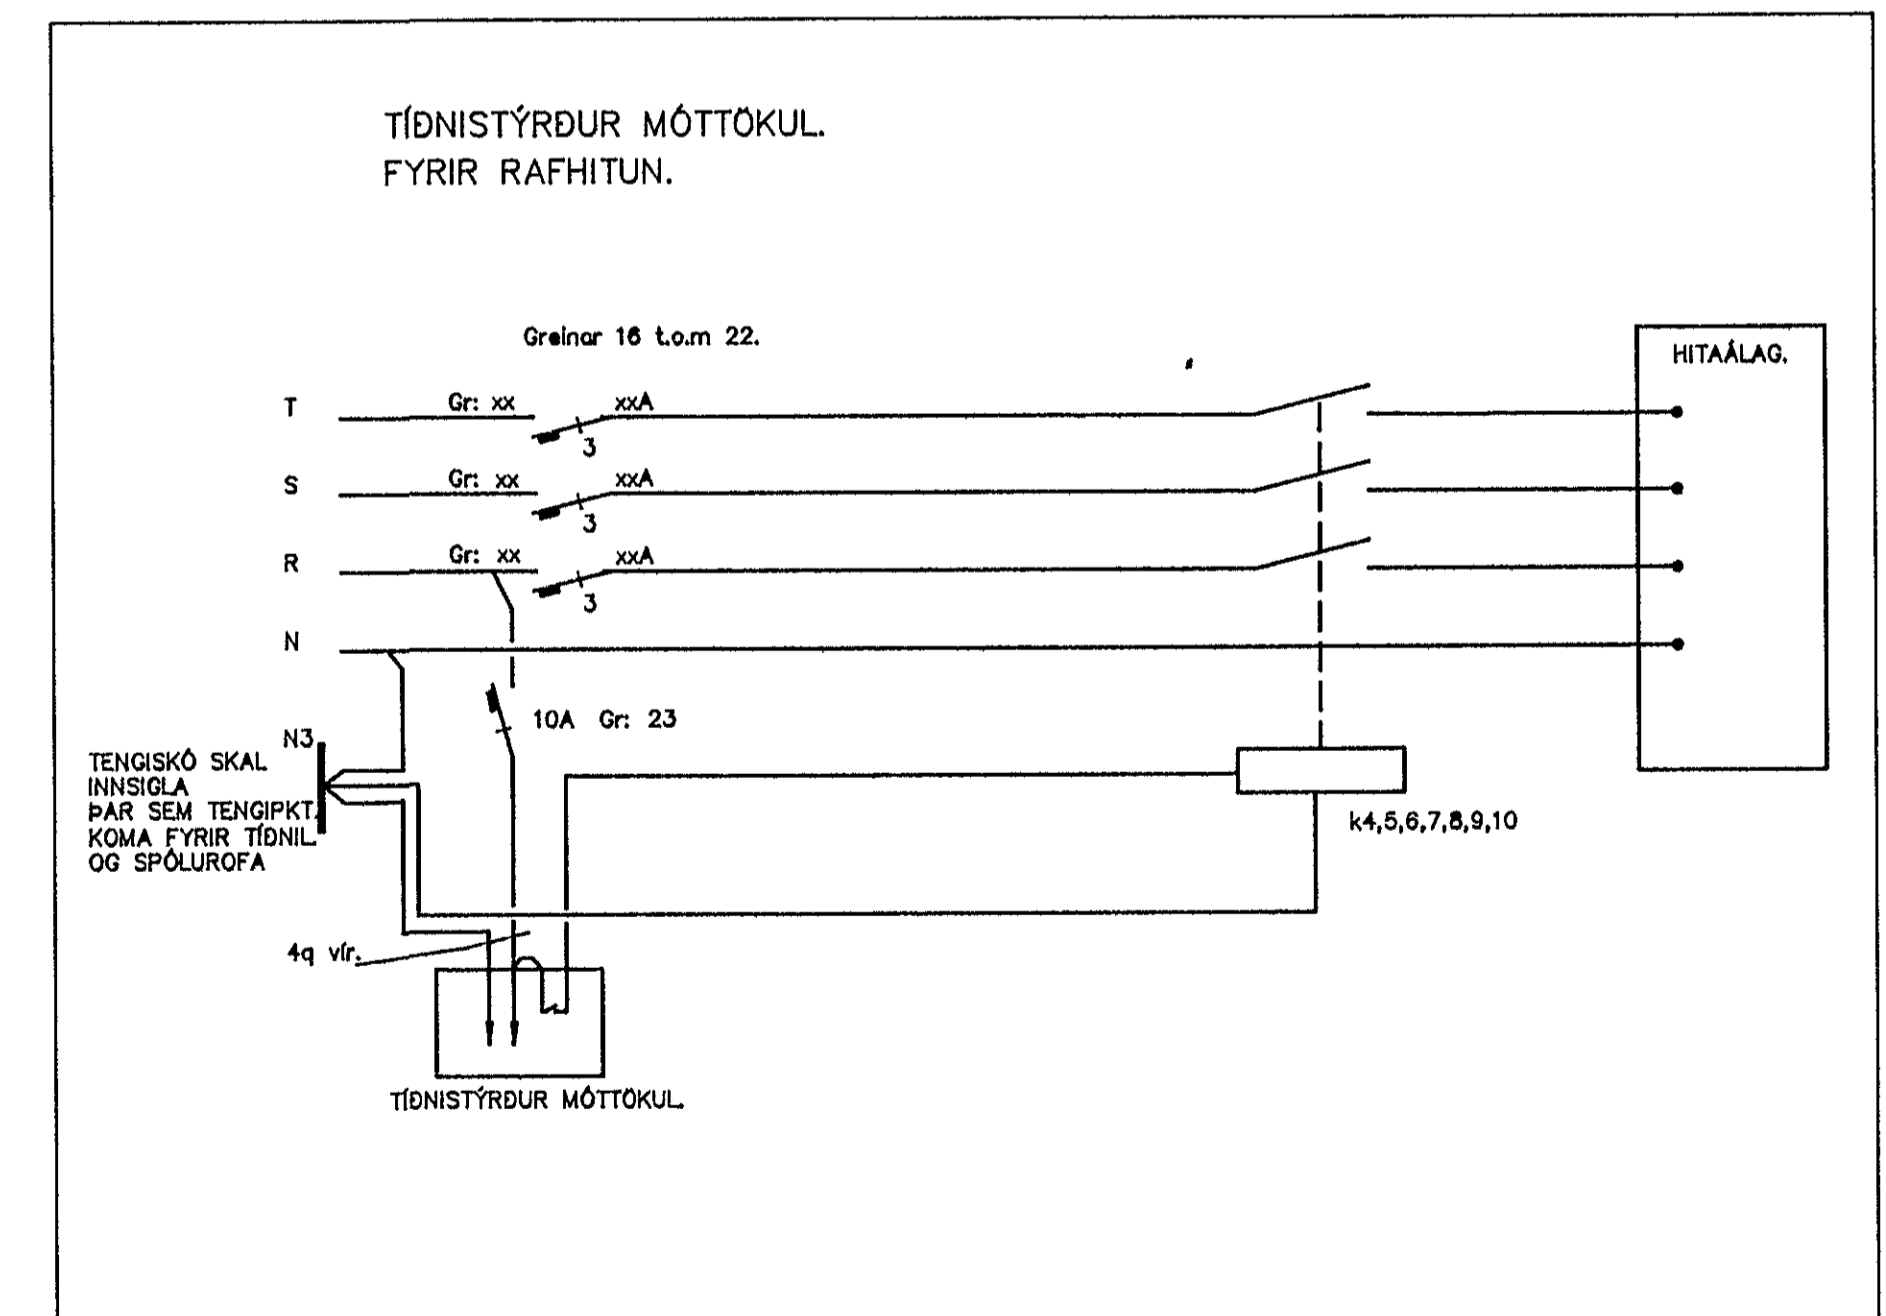 TÍÐNISTÝRÐUR MÓTTÖKUL.
FYRIR RAFHITUN.
Greinar 16 t.o.m 22.
HITAÁLAG.
T Gr: xx xxA
3
S Gr: xx xxA
3
R Gr: xx xxA
3
N
10A Gr: 23
N3
TENGISKÓ SKAL
INNSIGLA
ÞAR SEM TENGIPKT.
KOMA FYRIR TÍÐNIL.
OG SPÓLUROFA
k4,5,6,7,8,9,10
4q vír.
TÍÐNISTÝRÐUR MÓTTÖKUL.